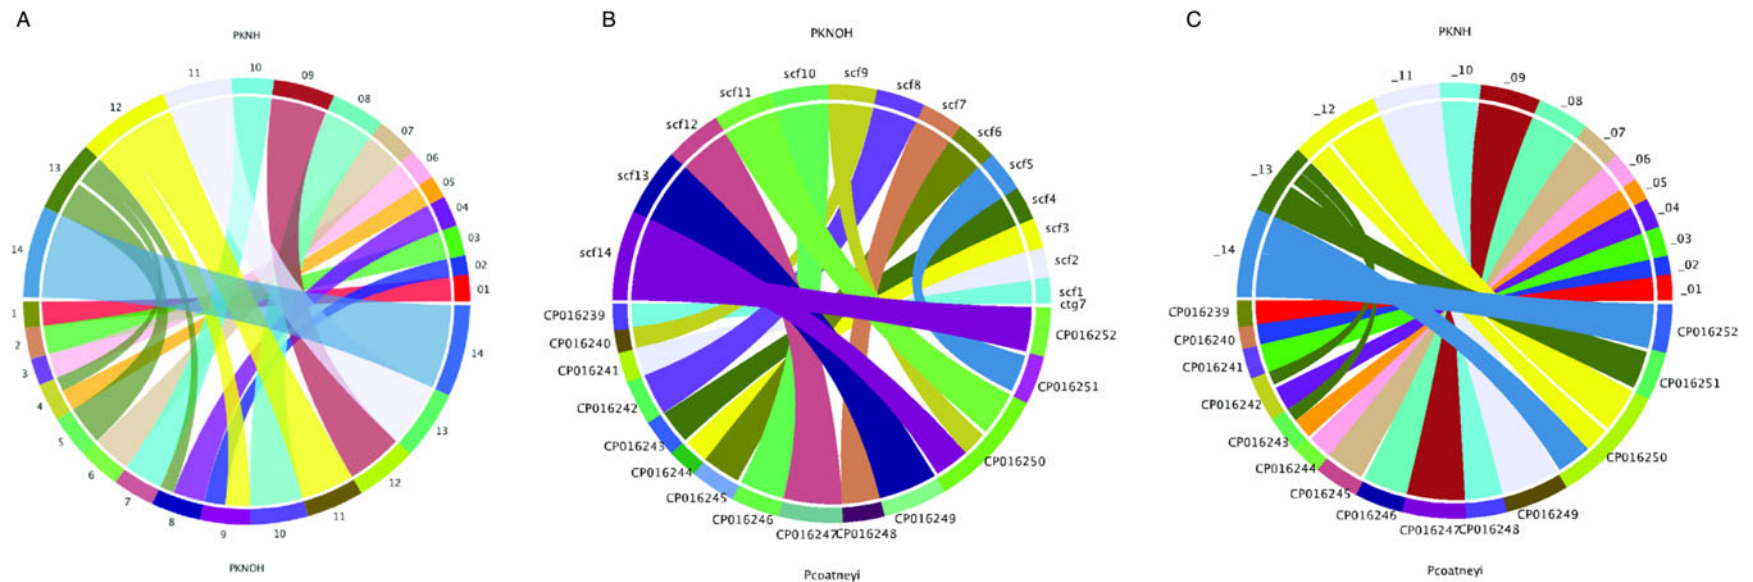 A
PKNH
14
13
12
11
10
09
08
07
06
05
04
03
02
01
1
2
3
4
5
6
7
8
9
10
11
12
13
14
PKNOH
B
PKNOH
scf14
scf13
scf12
scf11
scf10
scf9
scf8
scf7
scf6
scf5
scf4
scf3
scf2
scf1
ctg7
CP016239
CP016240
CP016241
CP016242
CP016243
CP016244
CP016245
CP016246
CP016247
CP016248
CP016249
CP016250
CP016251
CP016252
Pcoatneyi
C
PKNH
_14
_13
_12
_11
_10
_09
_08
_07
_06
_05
_04
_03
_02
_01
CP016239
CP016240
CP016241
CP016242
CP016243
CP016244
CP016245
CP016246
CP016247
CP016248
CP016249
CP016250
CP016251
CP016252
Pcoatneyi